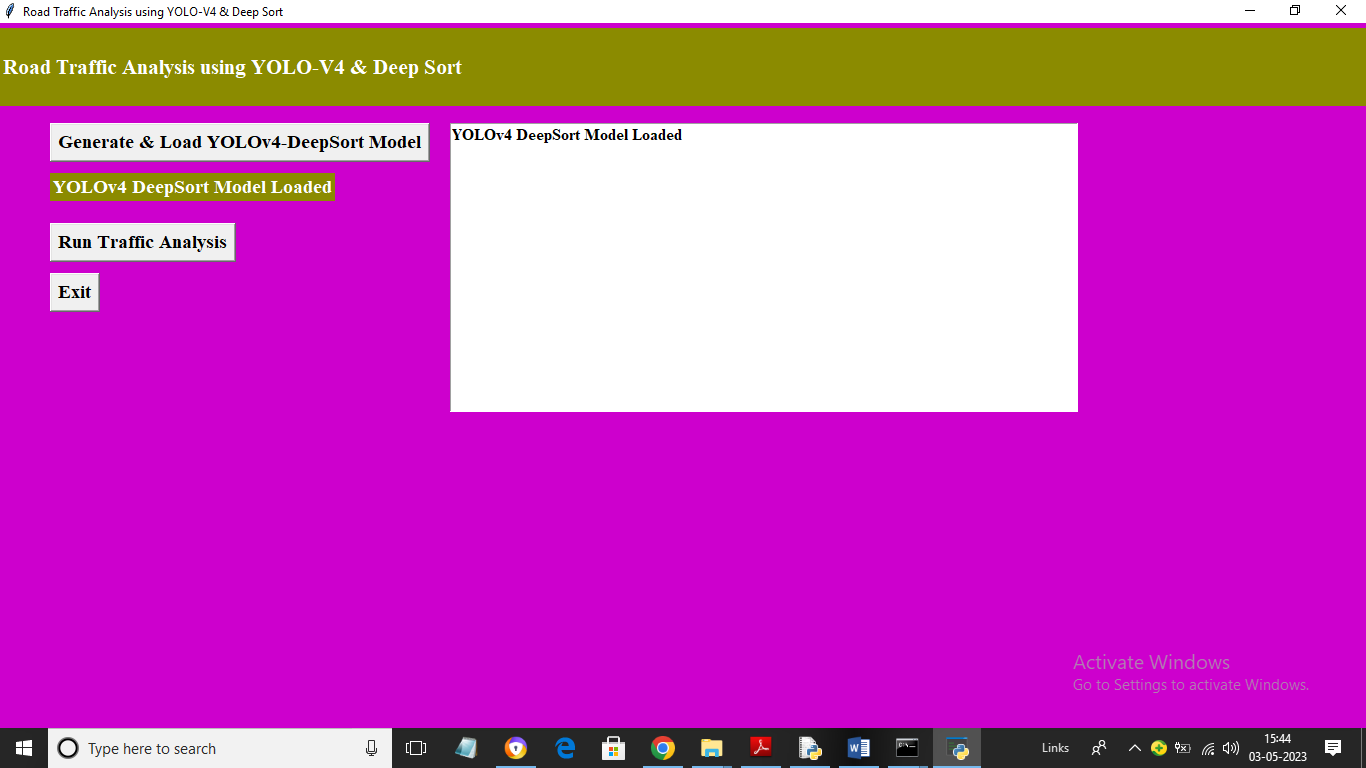 Road Traffic Analysis using YOLO-V4 & Deep Sort
Road Traffic Analysis using YOLO-V4 & Deep Sort
Generate & Load YOLOv4-DeepSort Model
YOLOv4 DeepSort Model Loaded
YOLOv4 DeepSort Model Loaded
Run Traffic Analysis
Exit
Activate Windows
Go to Settings to activate Windows.
Type here to search
Links
15:44
03-05-2023